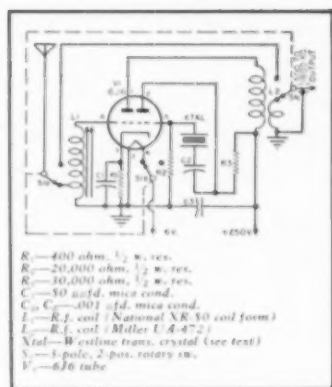 V1
6J6
L1
L2
OUTPUT
XTAL
R1
C1
R2
C2
R3
C3
6V.
+250V
R₁—400 ohm, ½ w. res.
R₂—20,000 ohm, ½ w. res.
R₃—30,000 ohm, ½ w. res.
C₁—50 μμfd. mica cond.
C₂, C₃—.001 μfd. mica cond.
L₁—R.f. coil (National XR-50 coil form)
L₂—R.f. coil (Miller UA-472)
Xtal—Westline trans. crystal (see text)
S₁—3-pole, 2-pos. rotary sw.
V₁—6J6 tube